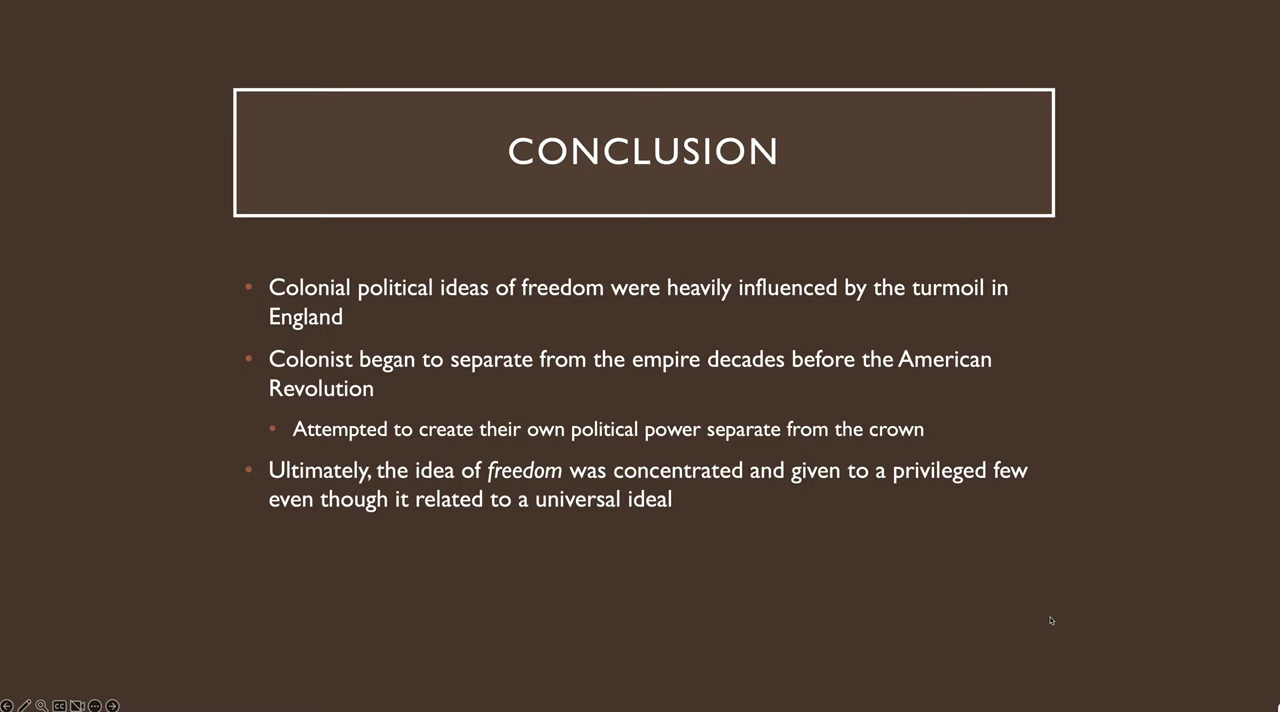 CONCLUSION
• Colonial political ideas of freedom were heavily influenced by the turmoil in
England
• Colonist began to separate from the empire decades before the American
Revolution
• Attempted to create their own political power separate from the crown
• Ultimately, the idea of freedom was concentrated and given to a privileged few
even though it related to a universal ideal
CC